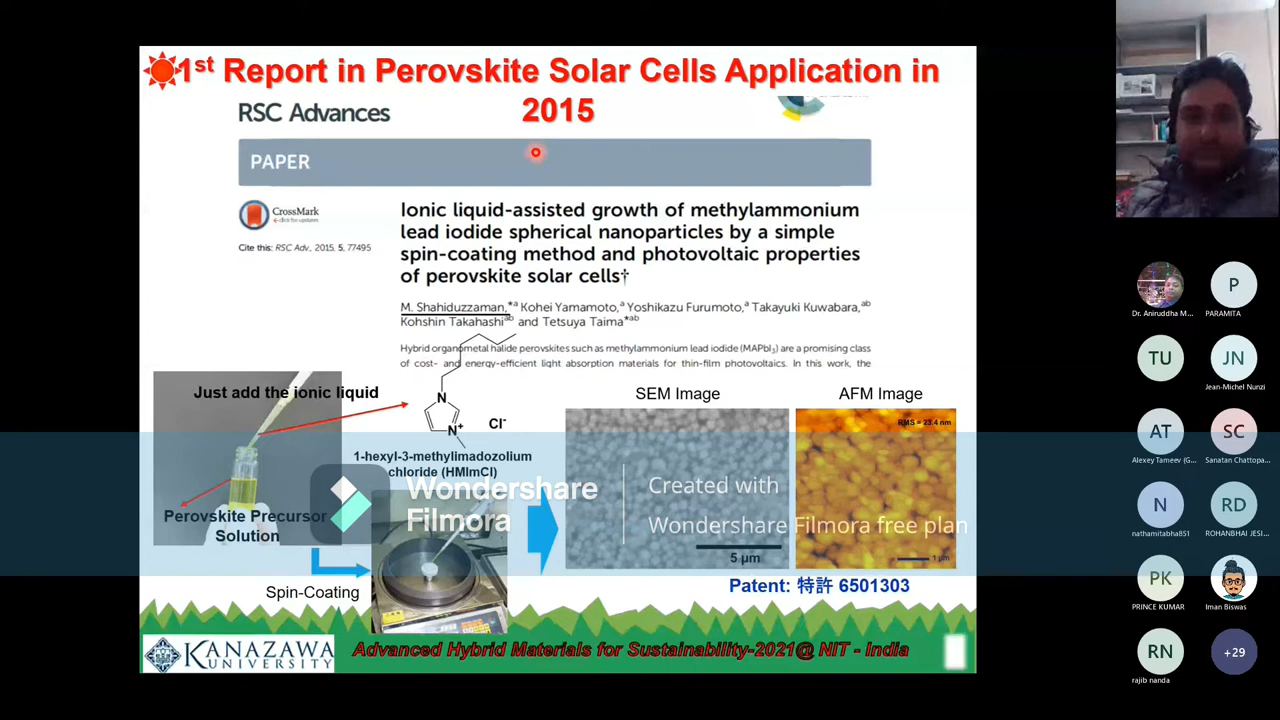 1st Report in Perovskite Solar Cells Application in
2015
RSC Advances
PAPER
CrossMark
click for updates
Cite this: RSC Adv., 2015, 5, 77495
Ionic liquid-assisted growth of methylammonium
lead iodide spherical nanoparticles by a simple
spin-coating method and photovoltaic properties
of perovskite solar cells†
M. Shahiduzzaman,*a Kohei Yamamoto,a Yoshikazu Furumoto,a Takayuki Kuwabara,ab
Kohshin Takahashiab and Tetsuya Taima*ab
Hybrid organometal halide perovskites such as methylammonium lead iodide (MAPbI3) are a promising class
of cost- and energy-efficient light absorption materials for thin-film photovoltaics. In this work, the
Just add the ionic liquid
N
N+
Cl-
1-hexyl-3-methylimadozolium
chloride (HMImCl)
SEM Image
AFM Image
RMS = 23.4 nm
Perovskite Precursor
Solution
Wondershare
Filmora
Created with
Wondershare Filmora free plan
5 µm
1 µm
Spin-Coating
Patent: 特許 6501303
KANAZAWA
UNIVERSITY
Advanced Hybrid Materials for Sustainability-2021@ NIT - India
Dr. Aniruddha M...
P
PARAMITA
TU
JN
Jean-Michel Nunzi
AT
Alexey Tameev (G...
SC
Sanatan Chattopa...
N
nathamitabha851
RD
ROHANBHAI JESI...
PK
PRINCE KUMAR
Iman Biswas
RN
rajib nanda
+29